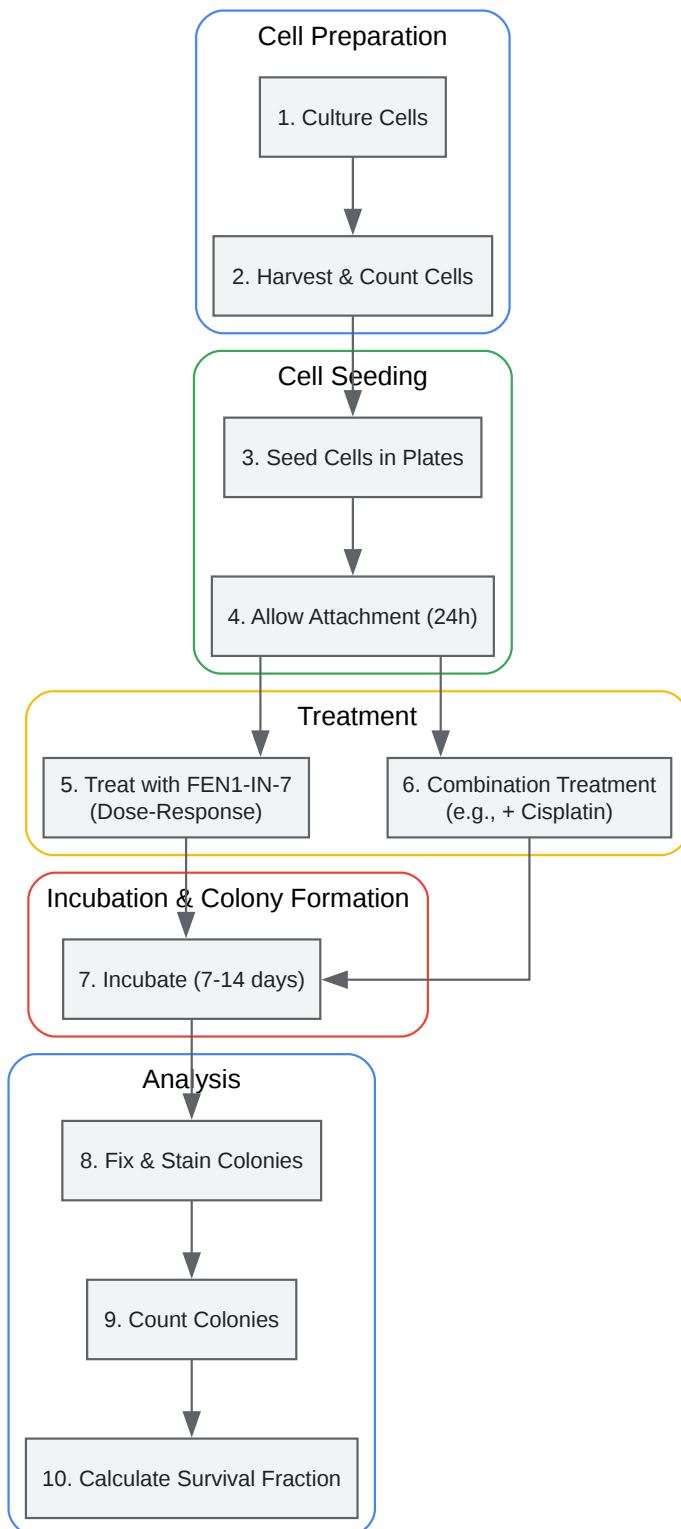 Cell Preparation
1. Culture Cells
2. Harvest & Count Cells
Cell Seeding
3. Seed Cells in Plates
4. Allow Attachment (24h)
Treatment
5. Treat with FEN1-IN-7
(Dose-Response)
6. Combination Treatment
(e.g., + Cisplatin)
Incubation & Colony Formation
7. Incubate (7-14 days)
Analysis
8. Fix & Stain Colonies
9. Count Colonies
10. Calculate Survival Fraction